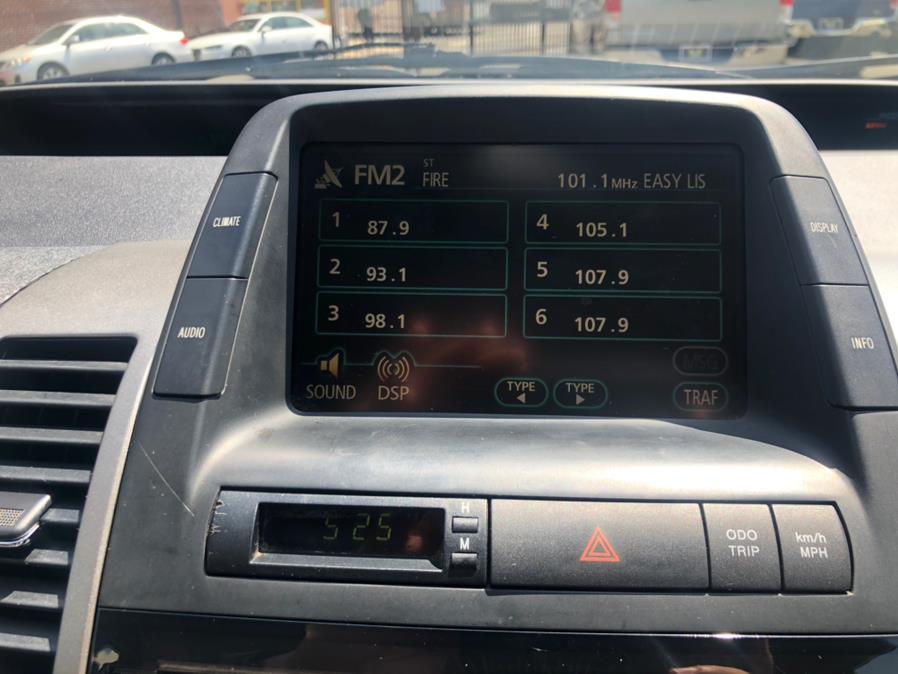 ST
FM2 FIRE 101.1MHz EASY LIS
1 87.9
4 105.1
2 93.1
5 107.9
3 98.1
6 107.9
MSG
SOUND DSP TYPE TYPE TRAF
CLIMATE
AUDIO
DISPLAY
INFO
525
H
M
ODO
TRIP
km/h
MPH